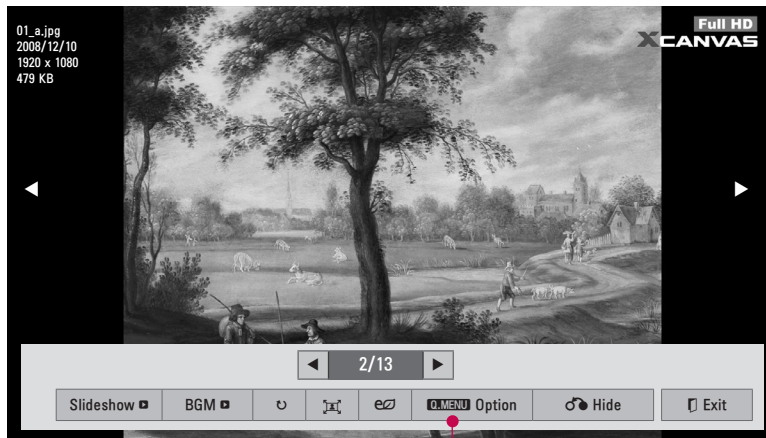 01_a.jpg
2008/12/10
1920 x 1080
479 KB
Full HD
XCANVAS
2/13
Slideshow
BGM
Q.MENU Option
Hide
Exit